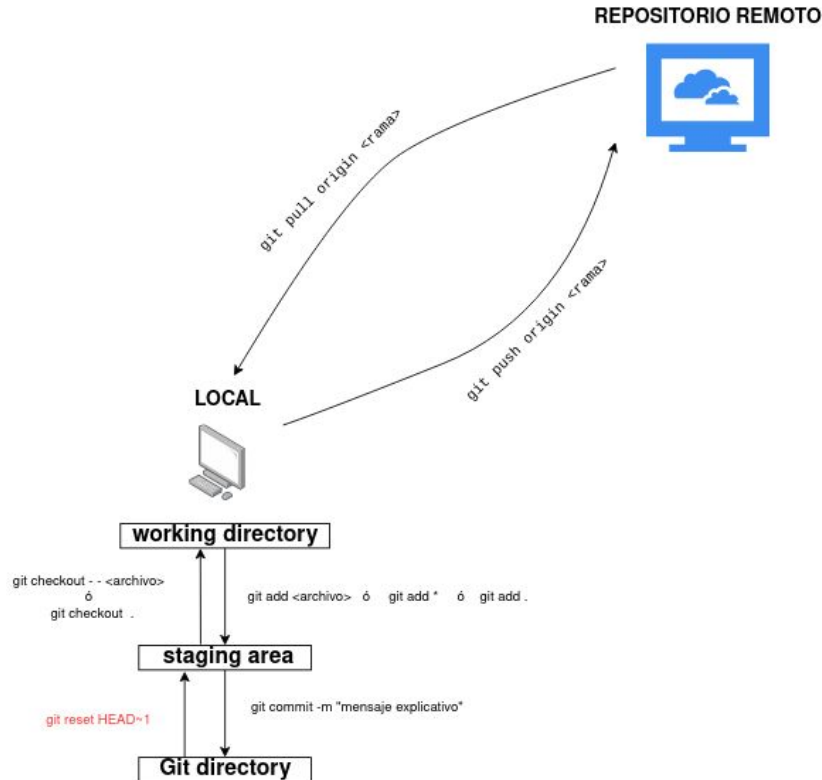 REPOSITORIO REMOTO
git pull origin <rama>
git push origin <rama>
LOCAL
working directory
git checkout - - <archivo>
ó
git checkout .
git add <archivo> ó git add * ó git add .
staging area
git reset HEAD~1
git commit -m "mensaje explicativo"
Git directory